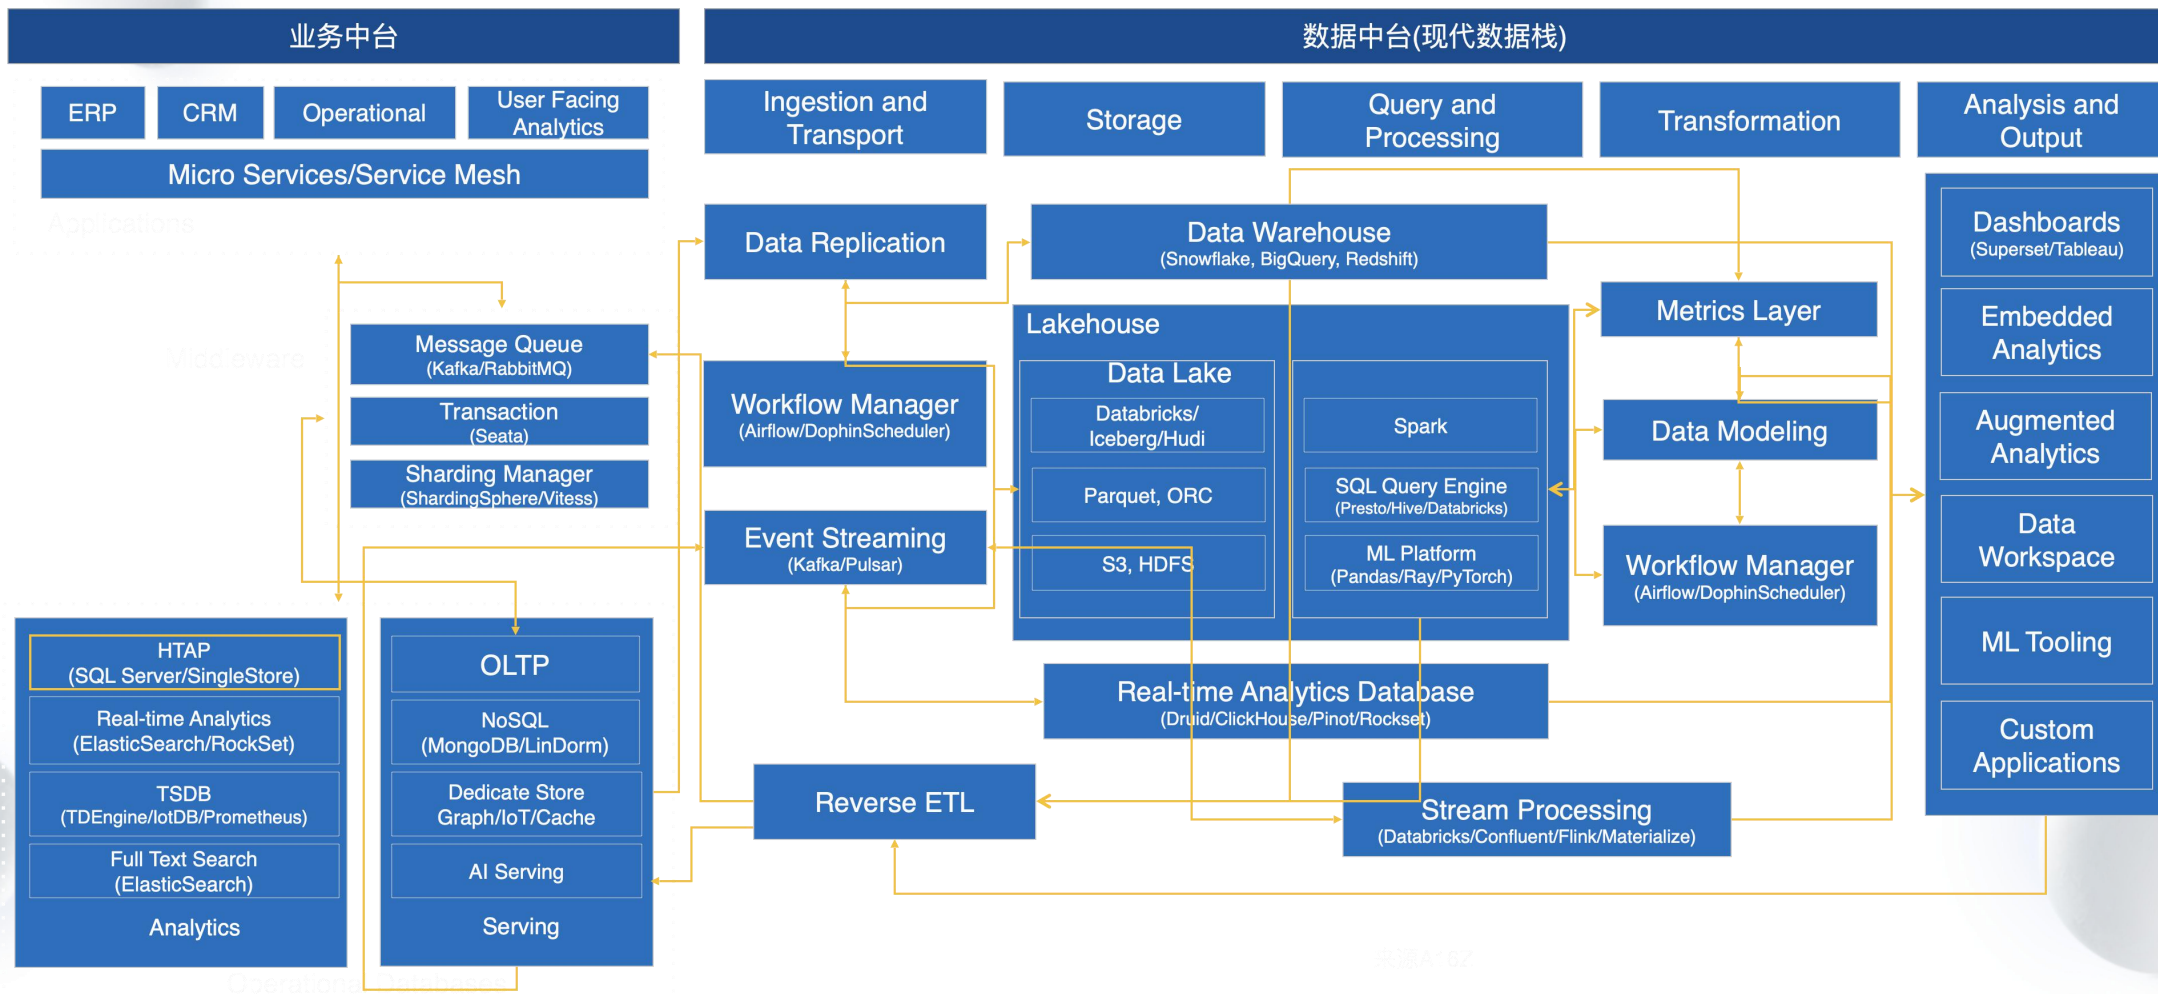 业务中台
数据中台(现代数据栈)
ERP
CRM
Operational
User Facing
Analytics
Micro Services/Service Mesh
Applications
Middleware
Message Queue
(Kafka/RabbitMQ)
Transaction
(Seata)
Sharding Manager
(ShardingSphere/Vitess)
HTAP
(SQL Server/SingleStore)
Real-time Analytics
(ElasticSearch/RockSet)
TSDB
(TDEngine/IotDB/Prometheus)
Full Text Search
(ElasticSearch)
Analytics
OLTP
NoSQL
(MongoDB/LinDorm)
Dedicate Store
Graph/IoT/Cache
AI Serving
Serving
Operational Databases
Ingestion and
Transport
Storage
Query and
Processing
Transformation
Analysis and
Output
Data Replication
Workflow Manager
(Airflow/DophinScheduler)
Event Streaming
(Kafka/Pulsar)
Reverse ETL
Data Warehouse
(Snowflake, BigQuery, Redshift)
Lakehouse
Data Lake
Databricks/
Iceberg/Hudi
Parquet, ORC
S3, HDFS
Spark
SQL Query Engine
(Presto/Hive/Databricks)
ML Platform
(Pandas/Ray/PyTorch)
Real-time Analytics Database
(Druid/ClickHouse/Pinot/Rockset)
Stream Processing
(Databricks/Confluent/Flink/Materialize)
Metrics Layer
Data Modeling
Workflow Manager
(Airflow/DophinScheduler)
Dashboards
(Superset/Tableau)
Embedded
Analytics
Augmented
Analytics
Data
Workspace
ML Tooling
Custom
Applications